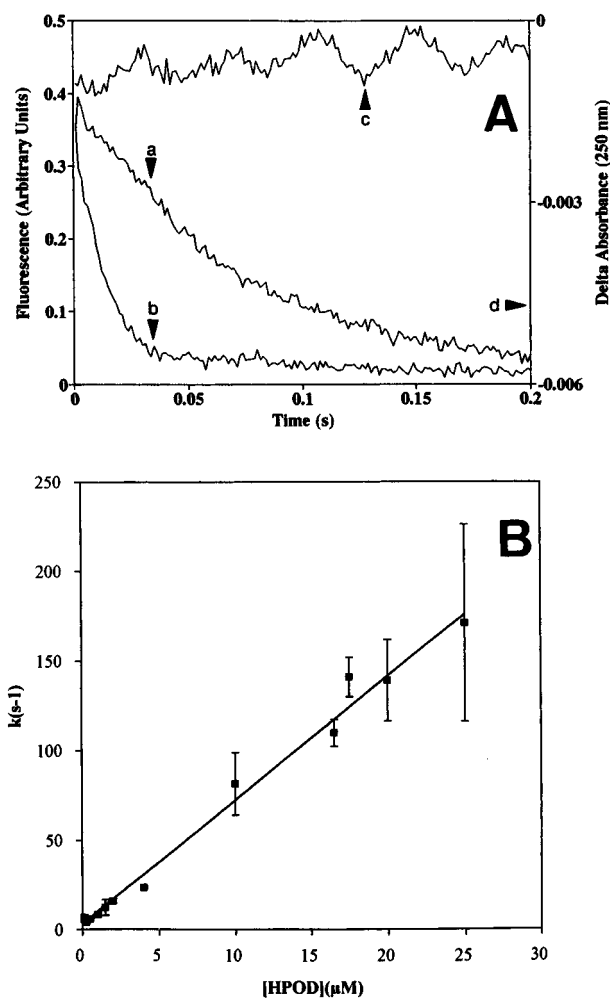 0.5
0.4
0.3
0.2
0.1
0
Fluorescence (Arbitrary Units)
0
-0.003
-0.006
Delta Absorbance (250 nm)
A
a
b
c
d
0
0.05
0.1
0.15
0.2
Time (s)
250
200
150
100
50
0
k(s-1)
B
0
5
10
15
20
25
30
[HPOD](µM)